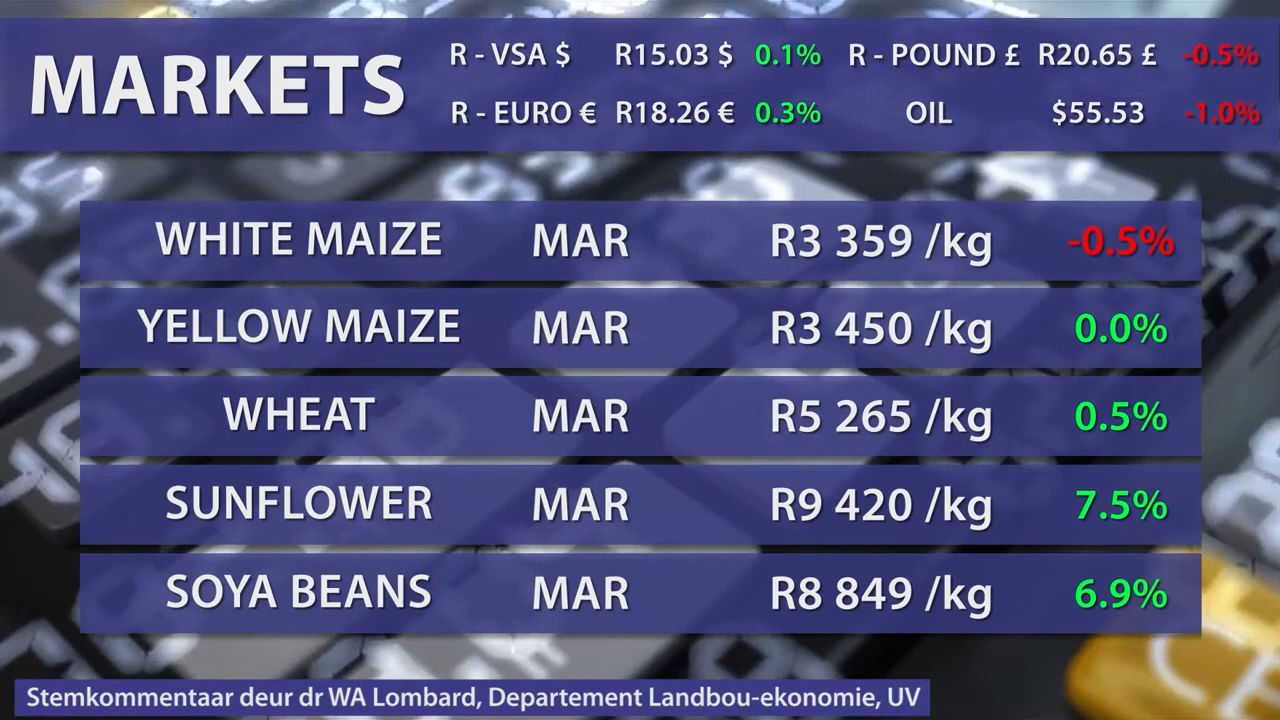 MARKETS
R - VSA $ R15.03 $ 0.1% R - POUND £ R20.65 £ -0.5%
R - EURO € R18.26 € 0.3% OIL $55.53 -1.0%
WHITE MAIZE MAR R3 359 /kg -0.5%
YELLOW MAIZE MAR R3 450 /kg 0.0%
WHEAT MAR R5 265 /kg 0.5%
SUNFLOWER MAR R9 420 /kg 7.5%
SOYA BEANS MAR R8 849 /kg 6.9%
Stemkommentaar deur dr WA Lombard, Departement Landbou-ekonomie, UV